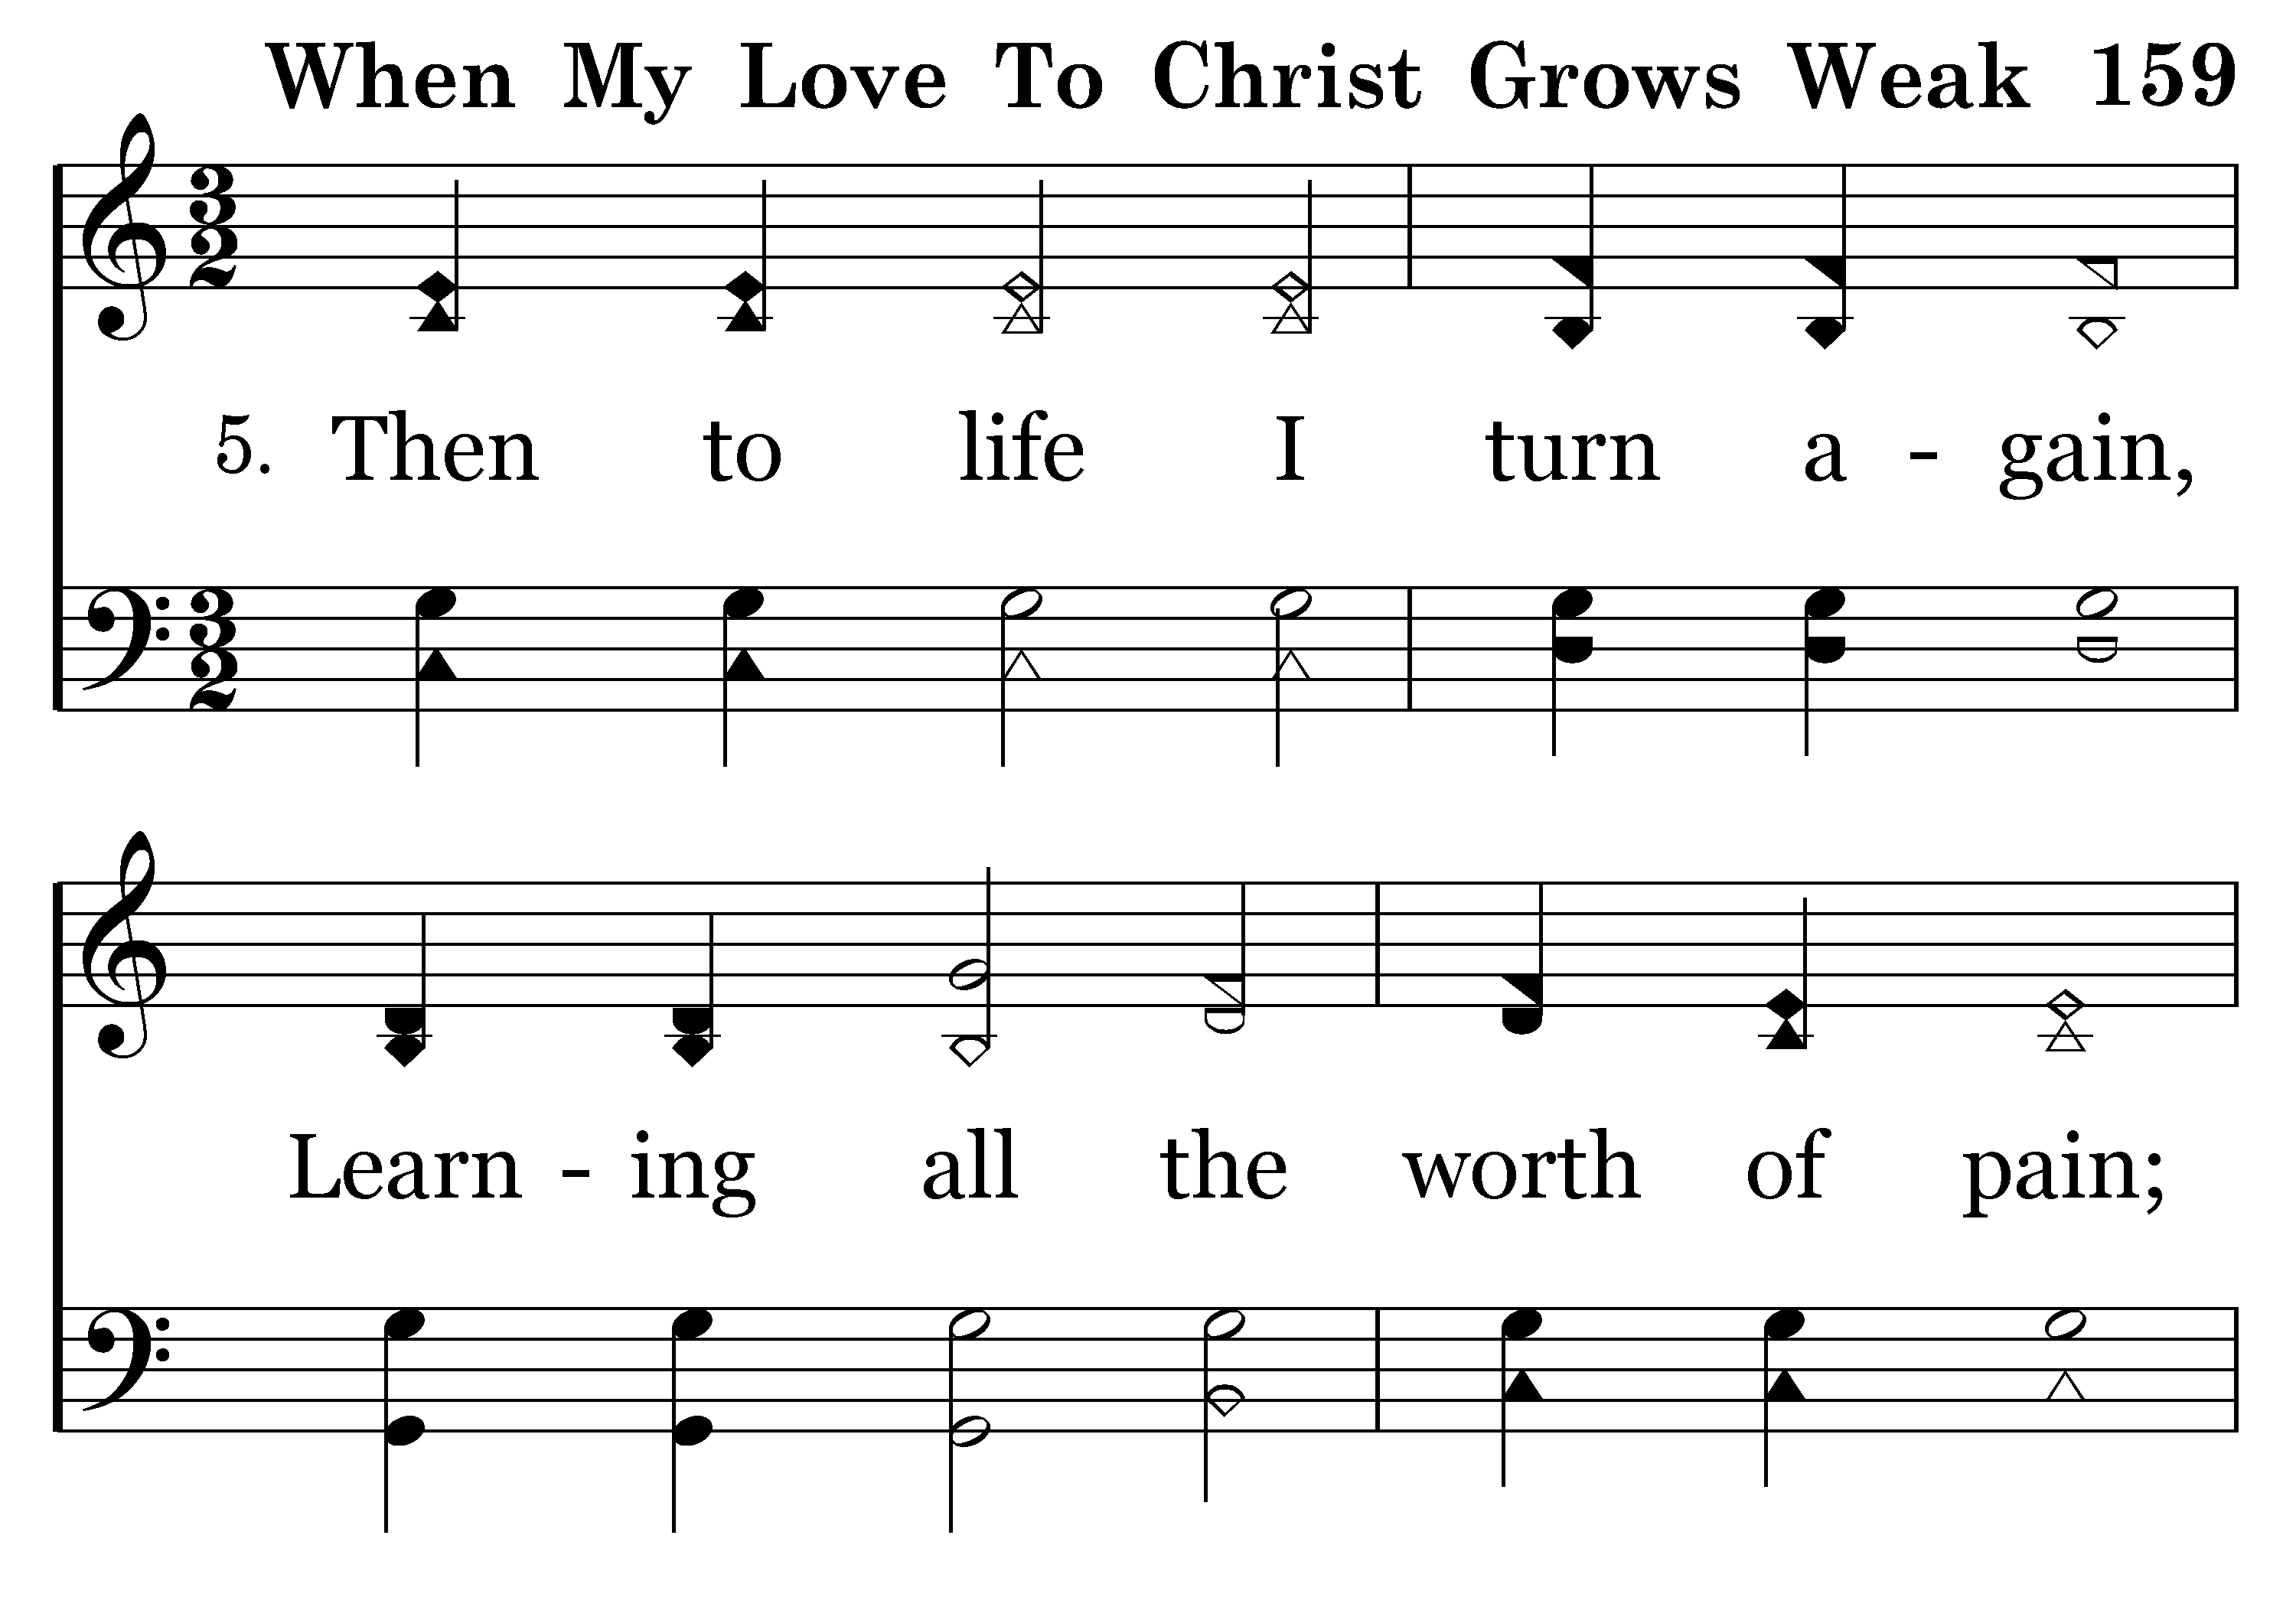 When My Love To Christ Grows Weak 159
5. Then to life I turn a - gain,
Learn - ing all the worth of pain;